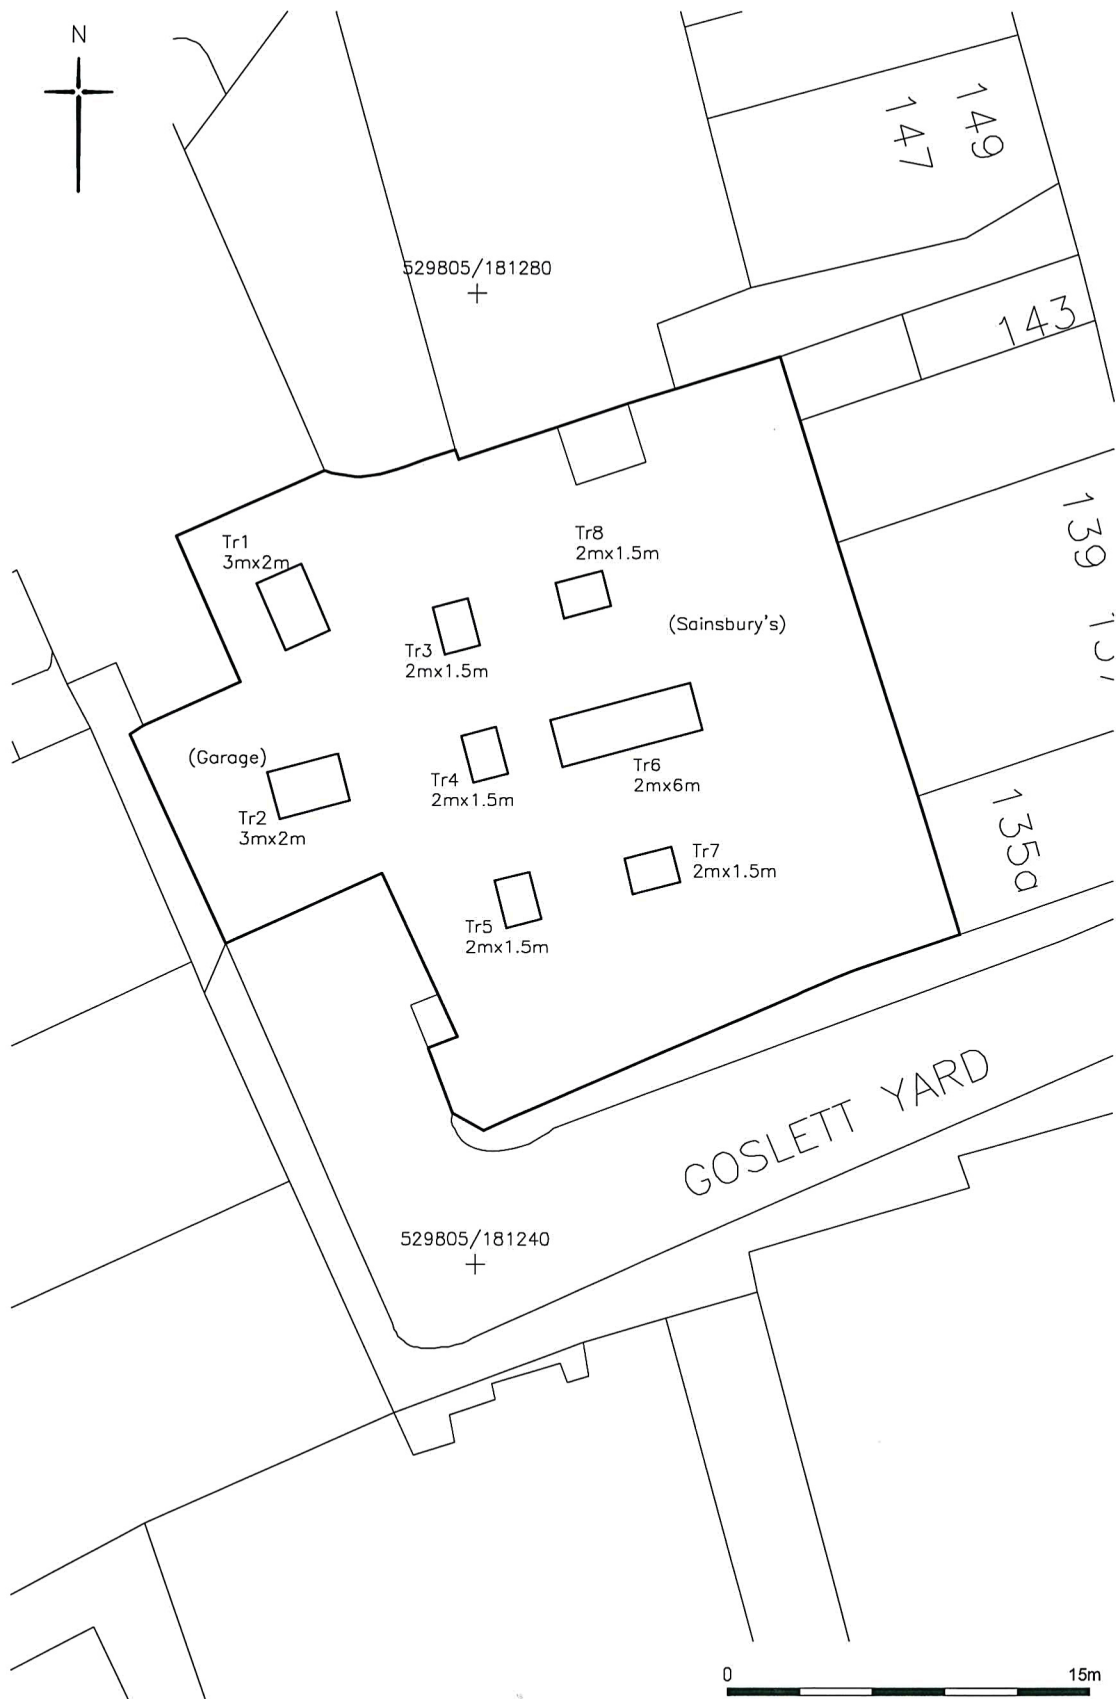 N
149
147
529805/181280
143
139
Tr1
3mx2m
Tr8
2mx1.5m
(Sainsbury's)
Tr3
2mx1.5m
(Garage)
Tr4
2mx1.5m
Tr6
2mx6m
Tr2
3mx2m
135a
Tr7
2mx1.5m
Tr5
2mx1.5m
GOSLETT YARD
529805/181240
0 15m